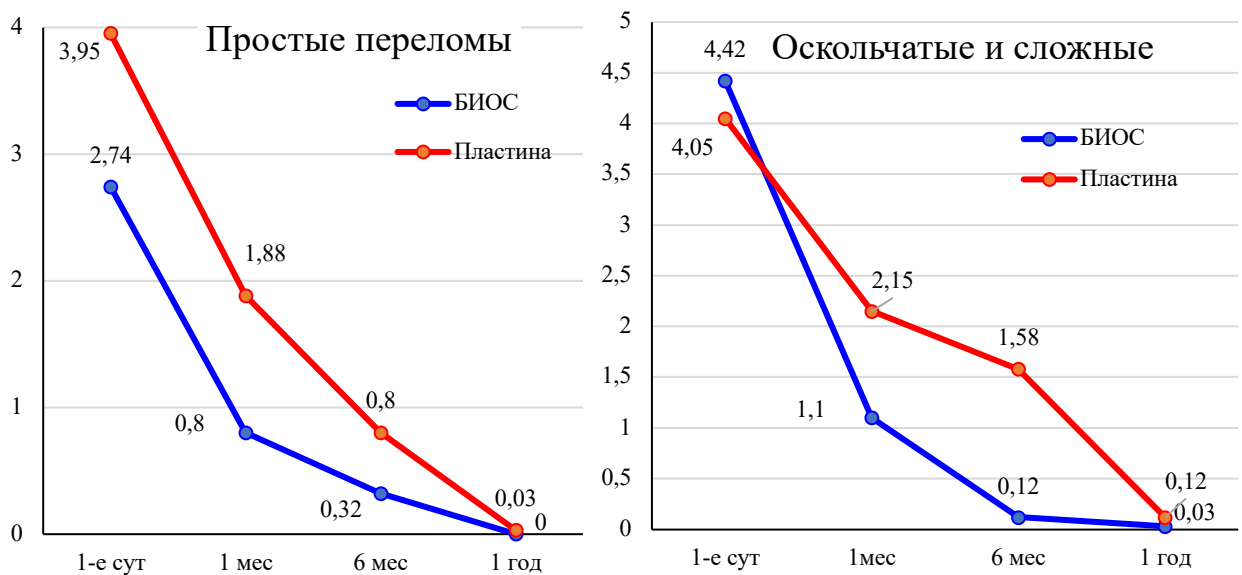 Простые переломы
4
3
2
1
0
3,95
2,74
1,88
0,8
0,8
0,32
0,03
0
БИОС
Пластина
1-е сут
1 мес
6 мес
1 год
Оскольчатые и сложные
5
4,5
4
3,5
3
2,5
2
1,5
1
0,5
0
4,42
4,05
2,15
1,1
1,58
0,12
0,12
0,03
БИОС
Пластина
1-е сут
1мес
6 мес
1 год